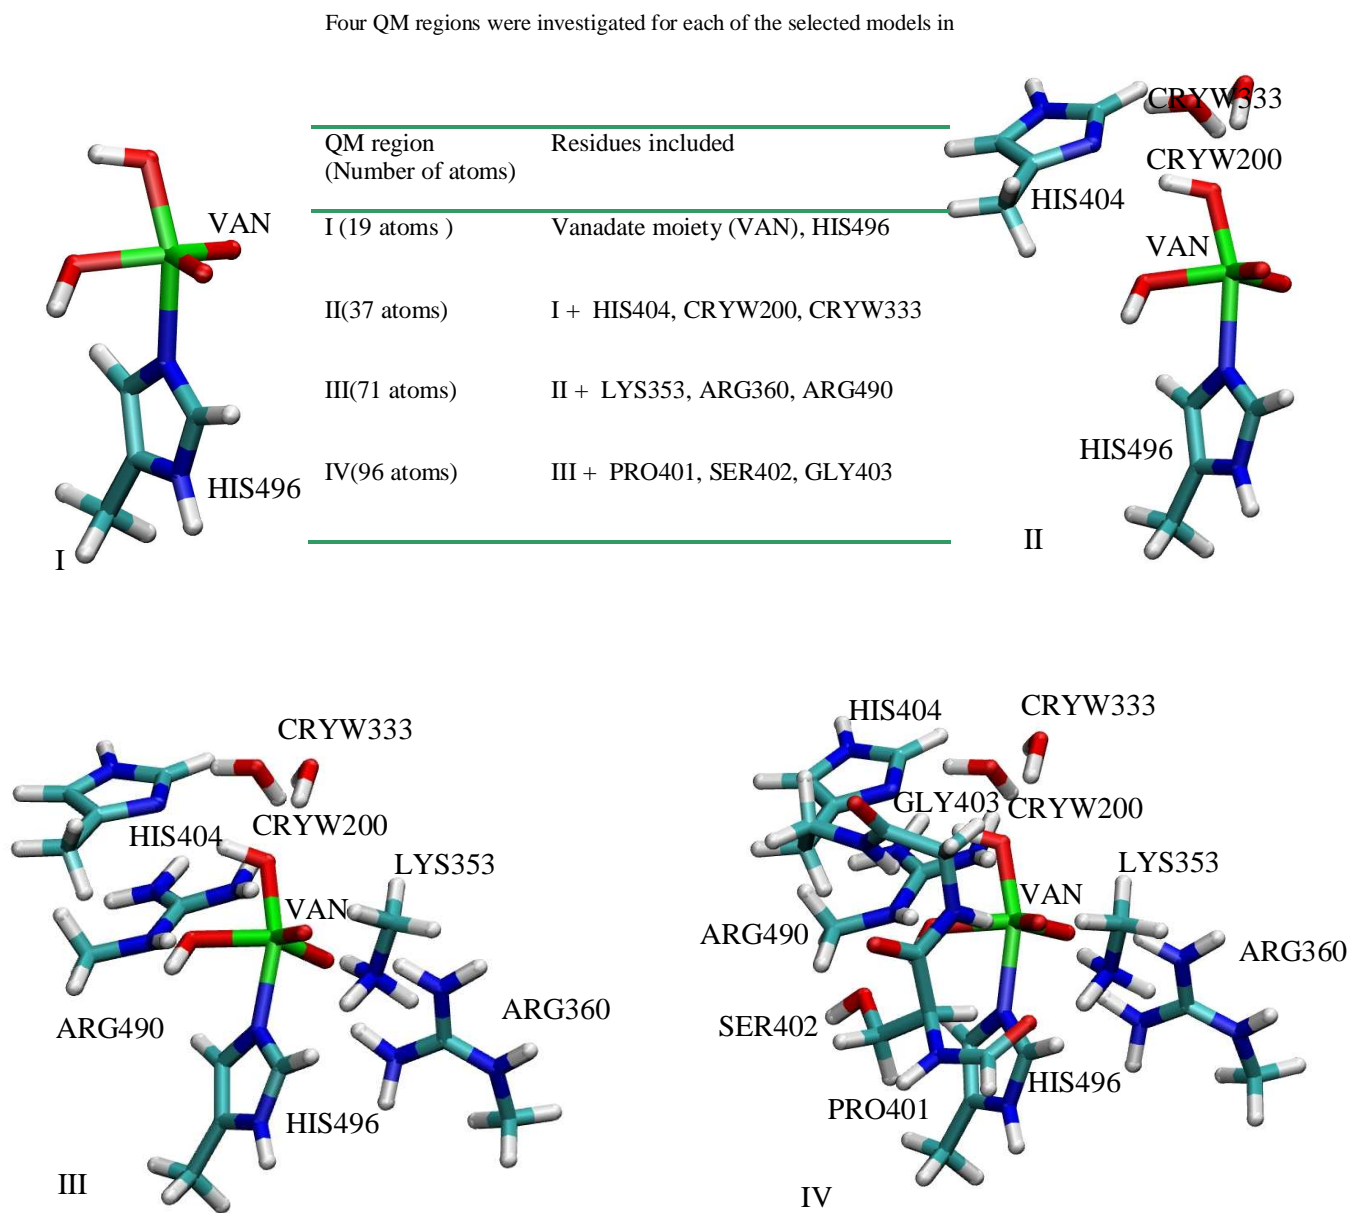 Four QM regions were investigated for each of the selected models in
QM region
(Number of atoms)
Residues included
I (19 atoms )
Vanadate moiety (VAN), HIS496
II(37 atoms)
I + HIS404, CRYW200, CRYW333
III(71 atoms)
II + LYS353, ARG360, ARG490
IV(96 atoms)
III + PRO401, SER402, GLY403
VAN
HIS496
I
CRYW333
CRYW200
HIS404
VAN
HIS496
II
CRYW333
HIS404
CRYW200
LYS353
VAN
ARG490
ARG360
HIS496
III
HIS404
CRYW333
GLY403
CRYW200
LYS353
VAN
ARG490
ARG360
SER402
HIS496
PRO401
IV